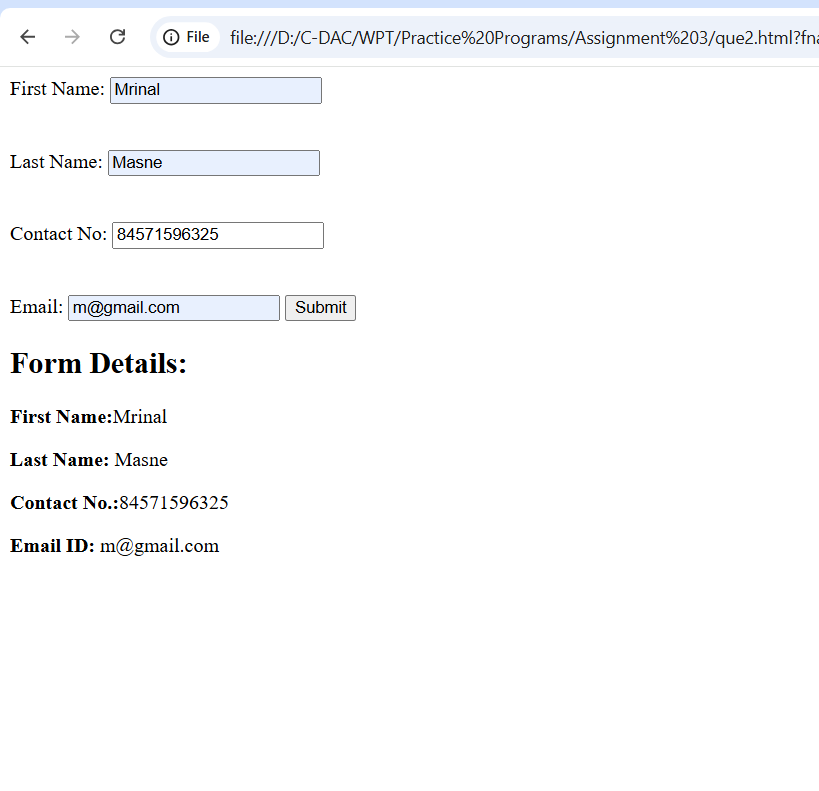 File file:///D:/C-DAC/WPT/Practice%20Programs/Assignment%203/que2.html?fna
First Name: Mrinal
Last Name: Masne
Contact No: 84571596325
Email: m@gmail.com Submit
Form Details:
First Name:Mrinal
Last Name: Masne
Contact No.:84571596325
Email ID: m@gmail.com